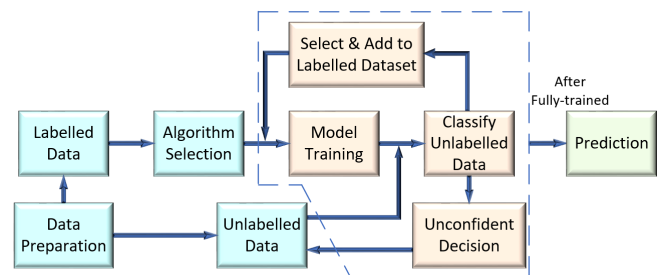 Select & Add to
Labelled Dataset
After
Fully-trained
Labelled
Data
Algorithm
Selection
Model
Training
Classify
Unlabelled
Data
Prediction
Data
Preparation
Unlabelled
Data
Unconfident
Decision